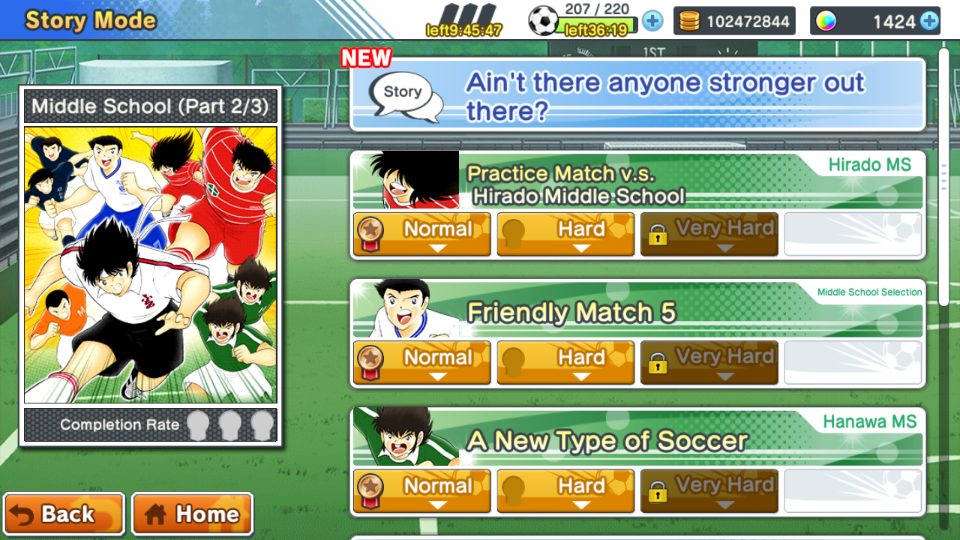 Story Mode
left9:45:47
207 / 220
left36:19
102472844
1424
1ST
NEW
Story
Ain't there anyone stronger out
there?
Middle School (Part 2/3)
Completion Rate
Hirado MS
Practice Match v.s.
Hirado Middle School
Normal
Hard
Very Hard
Middle School Selection
Friendly Match 5
Normal
Hard
Very Hard
Hanawa MS
A New Type of Soccer
Normal
Hard
Very Hard
Back
Home